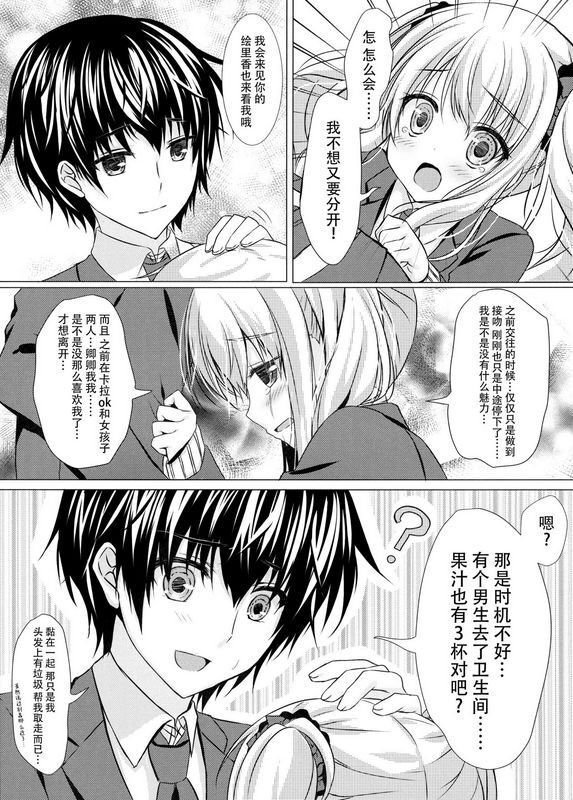 怎 怎么会……
我不想又要分开！
我会来见你的
绘里香也来看我哦
之前交往的时候…仅仅只是做到
接吻 刚刚也只是中途停下了……
我是不是没有什么魅力…
而且 之前在卡拉
ok和女孩子
两人…卿卿我我……
是不是没那么喜欢我了…
才想离开…
嗯？
那是时机不好…
有个男生去了卫生间……
果汁也有3杯对吧？
？
黏在一起 那只是我
头发上有垃圾 帮我取走而已…